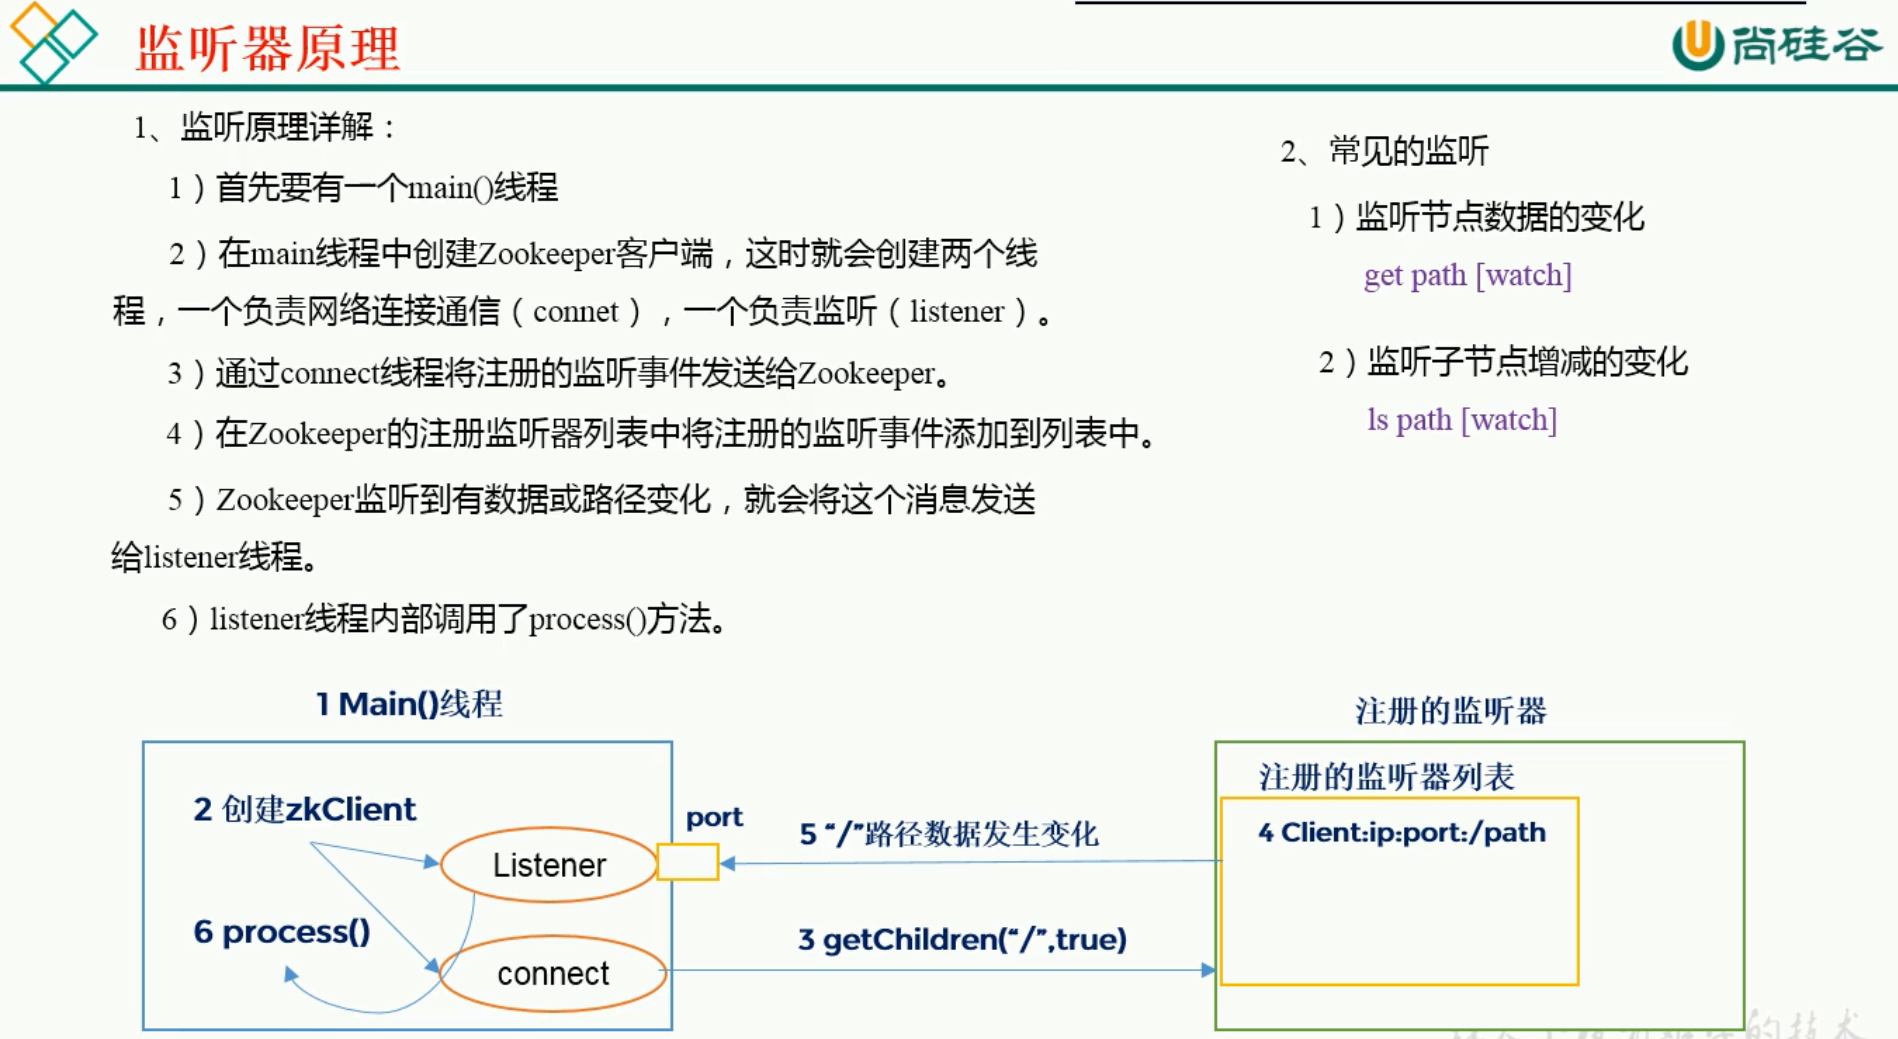 监听器原理
尚硅谷
1、监听原理详解：
1）首先要有一个main()线程
2）在main线程中创建Zookeeper客户端，这时就会创建两个线
程，一个负责网络连接通信（connet），一个负责监听（listener）。
3）通过connect线程将注册的监听事件发送给Zookeeper。
4）在Zookeeper的注册监听器列表中将注册的监听事件添加到列表中。
5）Zookeeper监听到有数据或路径变化，就会将这个消息发送
给listener线程。
6）listener线程内部调用了process()方法。
2、常见的监听
1）监听节点数据的变化
get path [watch]
2）监听子节点增减的变化
ls path [watch]
1 Main()线程
2 创建zkClient
Listener
port
6 process()
connect
5 “/”路径数据发生变化
3 getChildren(“/”,true)
注册的监听器
注册的监听器列表
4 Client:ip:port:/path
的技术